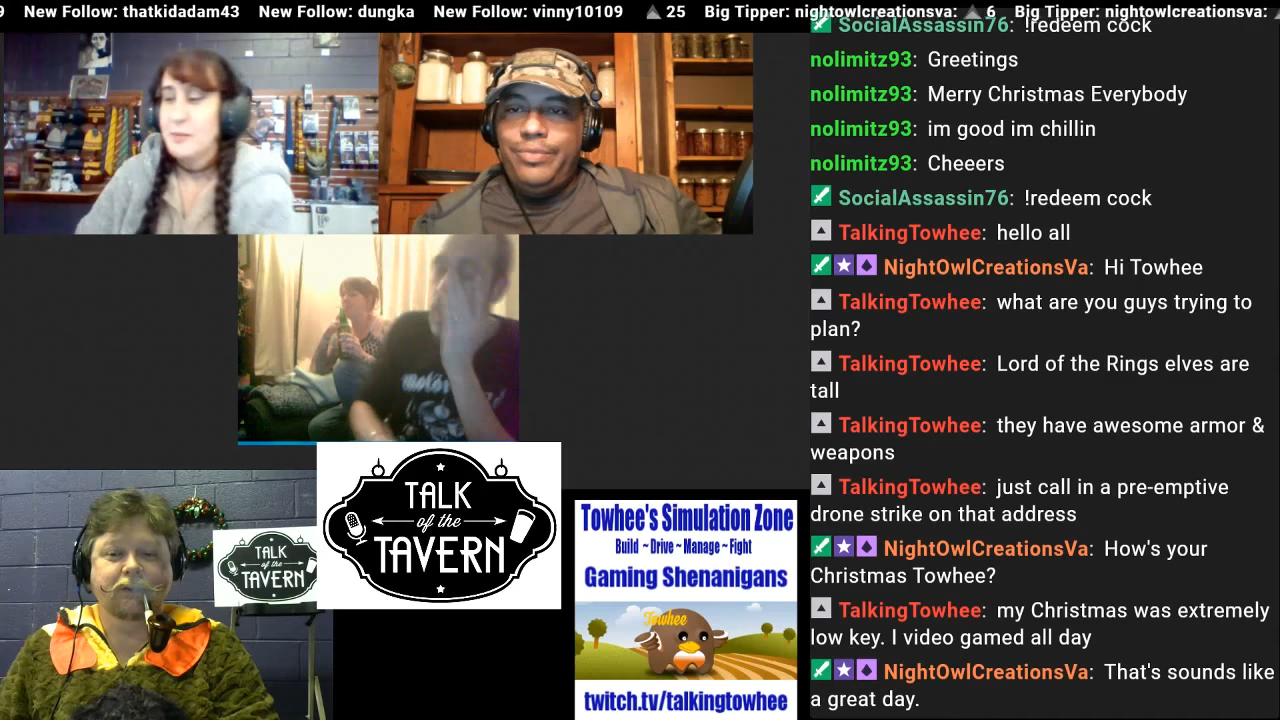 9 New Follow: thatkidadam43 New Follow: dungka New Follow: vinny10109 25 Big Tipper: nightowlcreationsva: 6 Big Tipper: nightowlcreationsva:
SocialAssassin76: !redeem cock
nolimitz93: Greetings
nolimitz93: Merry Christmas Everybody
nolimitz93: im good im chillin
nolimitz93: Cheeers
SocialAssassin76: !redeem cock
TalkingTowhee: hello all
NightOwlCreationsVa: Hi Towhee
TalkingTowhee: what are you guys trying to
plan?
TalkingTowhee: Lord of the Rings elves are
tall
TalkingTowhee: they have awesome armor &
weapons
TalkingTowhee: just call in a pre-emptive
drone strike on that address
NightOwlCreationsVa: How's your
Christmas Towhee?
TalkingTowhee: my Christmas was extremely
low key. I video gamed all day
NightOwlCreationsVa: That's sounds like
a great day.
TALK
of the
TAVERN
TALK
of the
TAVERN
Towhee's Simulation Zone
Build ~ Drive ~ Manage ~ Fight
Gaming Shenanigans
Towhee
twitch.tv/talkingtowhee